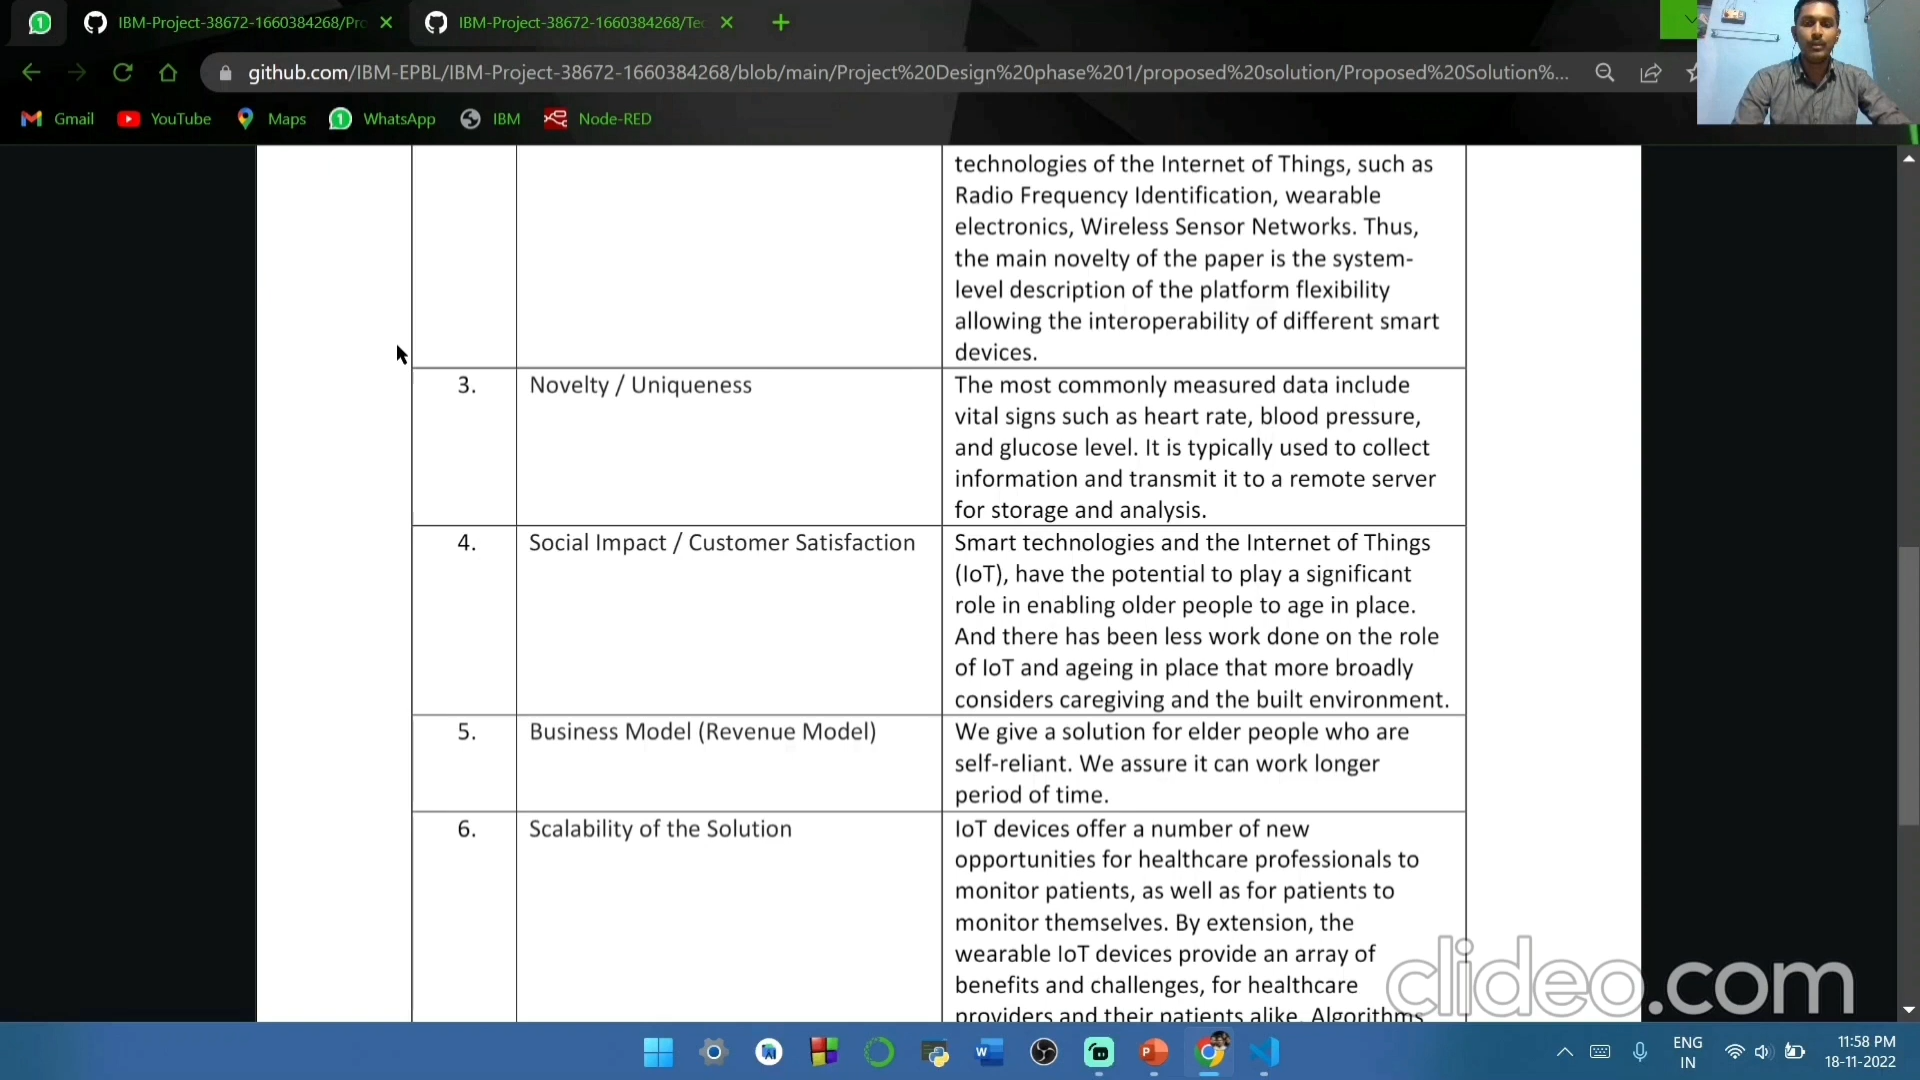 IBM-Project-38672-1660384268/Pro
IBM-Project-38672-1660384268/Tec
github.com/IBM-EPBL/IBM-Project-38672-1660384268/blob/main/Project%20Design%20phase%201/proposed%20solution/Proposed%20Solution%...
Gmail
YouTube
Maps
WhatsApp
IBM
Node-RED
technologies of the Internet of Things, such as
Radio Frequency Identification, wearable
electronics, Wireless Sensor Networks. Thus,
the main novelty of the paper is the system-
level description of the platform flexibility
allowing the interoperability of different smart
devices.
3.
Novelty / Uniqueness
The most commonly measured data include
vital signs such as heart rate, blood pressure,
and glucose level. It is typically used to collect
information and transmit it to a remote server
for storage and analysis.
4.
Social Impact / Customer Satisfaction
Smart technologies and the Internet of Things
(IoT), have the potential to play a significant
role in enabling older people to age in place.
And there has been less work done on the role
of IoT and ageing in place that more broadly
considers caregiving and the built environment.
5.
Business Model (Revenue Model)
We give a solution for elder people who are
self-reliant. We assure it can work longer
period of time.
6.
Scalability of the Solution
IoT devices offer a number of new
opportunities for healthcare professionals to
monitor patients, as well as for patients to
monitor themselves. By extension, the
wearable IoT devices provide an array of
benefits and challenges, for healthcare
providers and their patients alike. Algorithms
clideo.com
ENG
IN
11:58 PM
18-11-2022